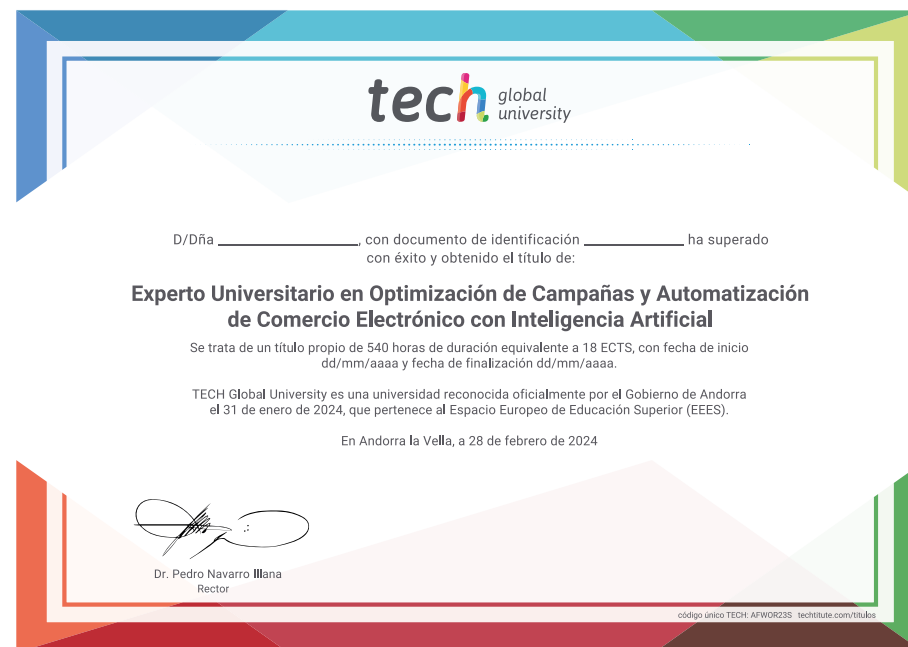 tech global
university
D/Dña ____________, con documento de identificación ____________ ha superado
con éxito y obtenido el título de:
Experto Universitario en Optimización de Campañas y Automatización
de Comercio Electrónico con Inteligencia Artificial
Se trata de un título propio de 540 horas de duración equivalente a 18 ECTS, con fecha de inicio
dd/mm/aaaa y fecha de finalización dd/mm/aaaa.
TECH Global University es una universidad reconocida oficialmente por el Gobierno de Andorra
el 31 de enero de 2024, que pertenece al Espacio Europeo de Educación Superior (EEES).
En Andorra la Vella, a 28 de febrero de 2024
Dr. Pedro Navarro Illana
Rector
código único TECH: AFWOR23S techtitute.com/titulos